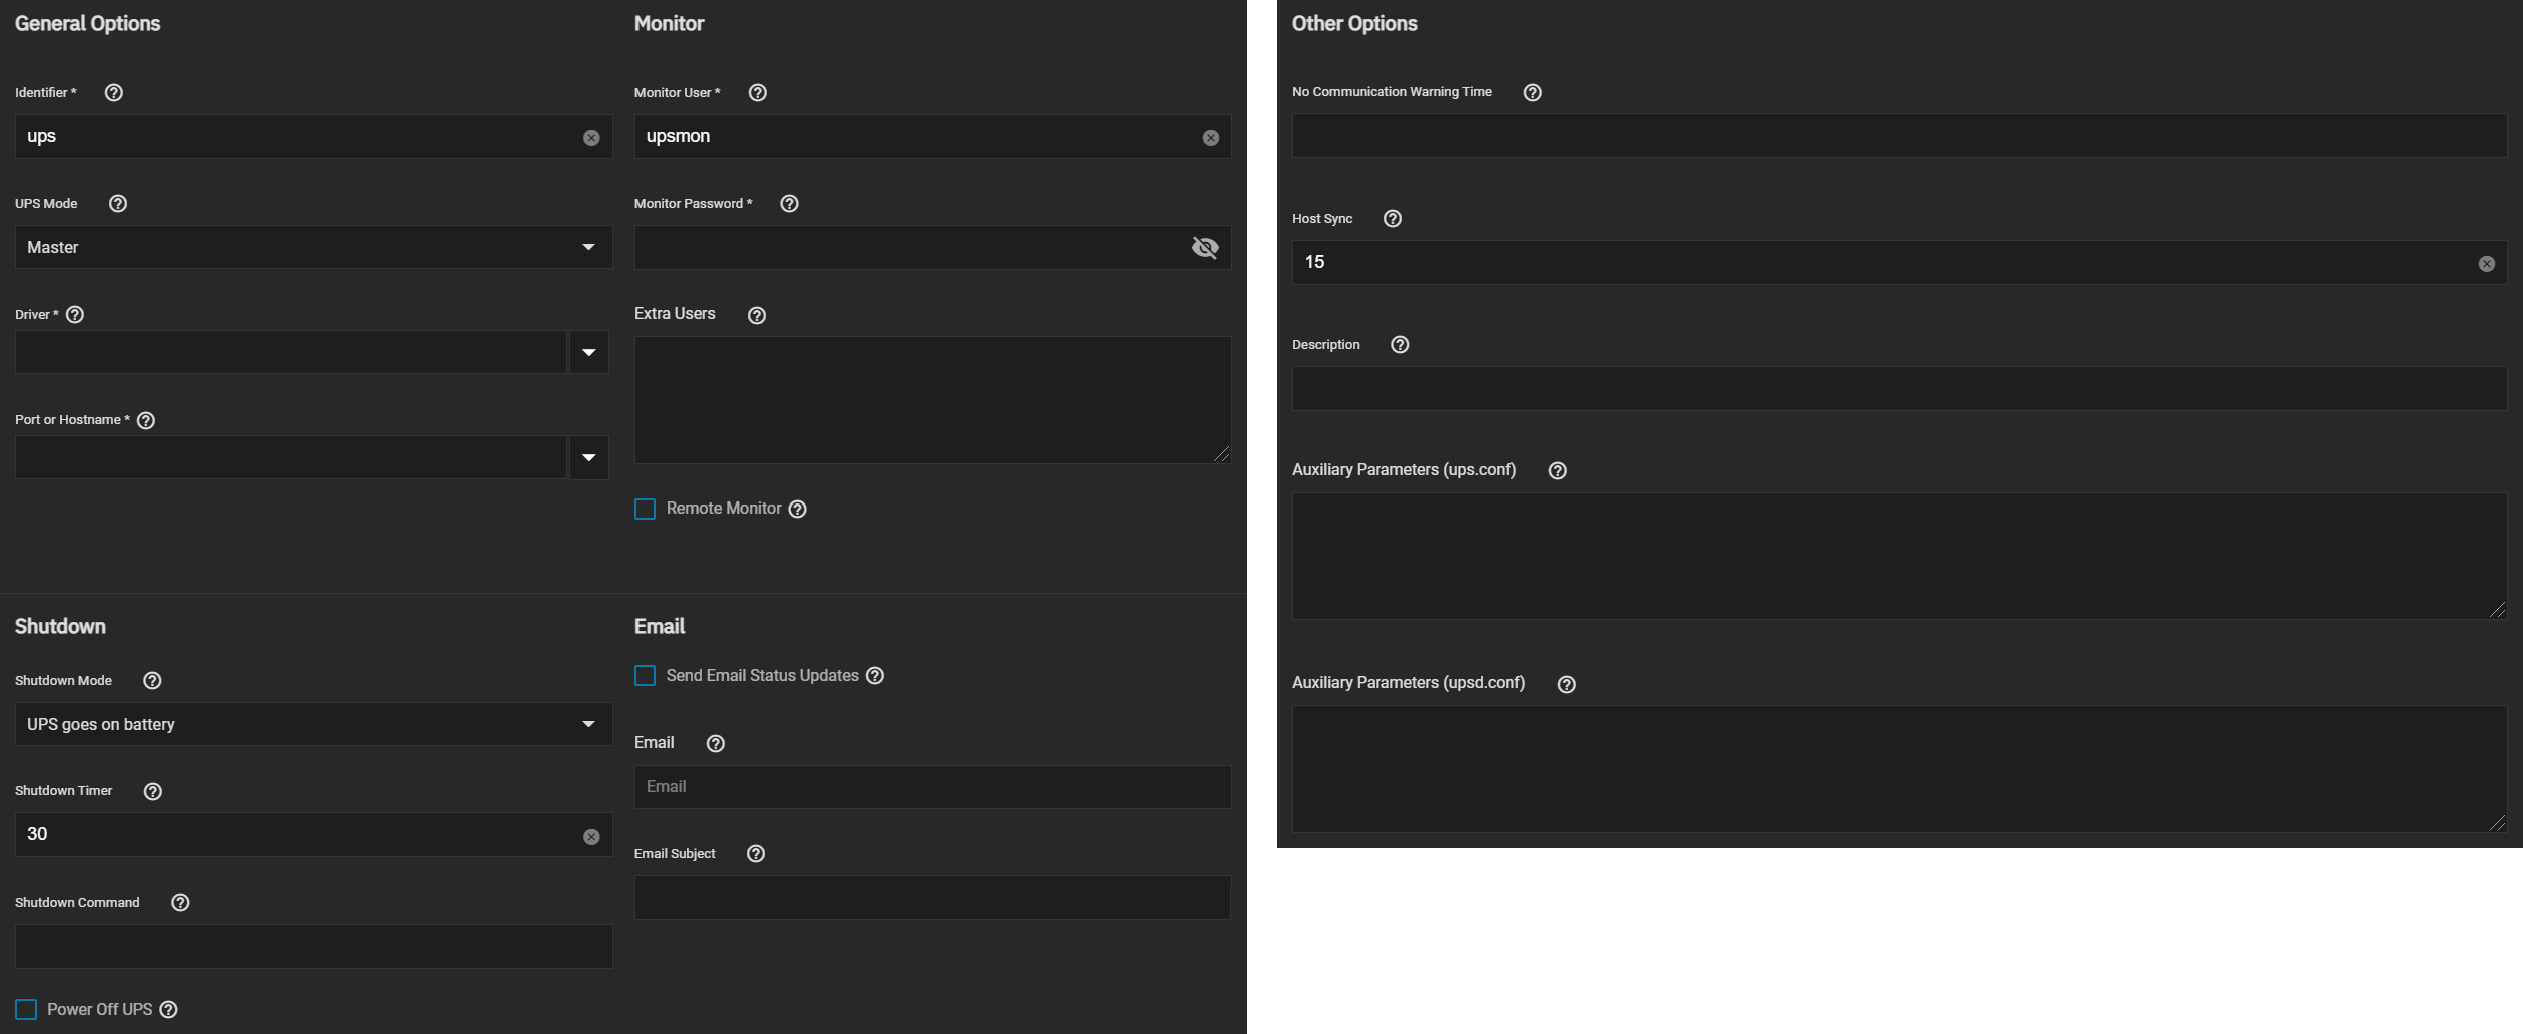 General Options
Identifier *
ups
UPS Mode
Master
Driver *
Port or Hostname *
Monitor
Monitor User *
upsmon
Monitor Password *
Extra Users
Remote Monitor
Shutdown
Shutdown Mode
UPS goes on battery
Shutdown Timer
30
Shutdown Command
Power Off UPS
Email
Send Email Status Updates
Email
Email
Email Subject
Other Options
No Communication Warning Time
Host Sync
15
Description
Auxiliary Parameters (ups.conf)
Auxiliary Parameters (upsd.conf)